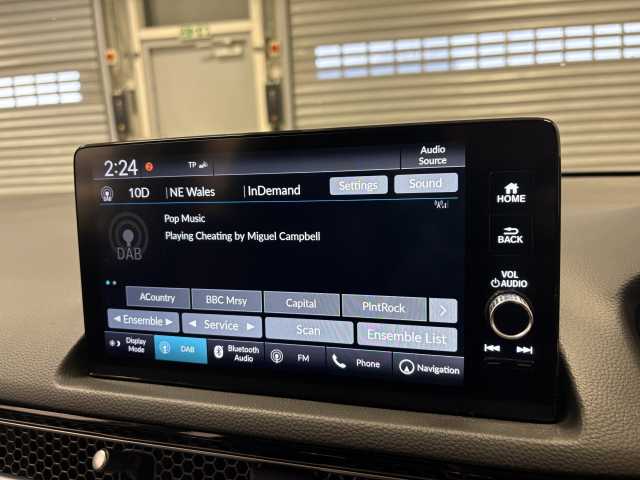 2:24
2
TP
Audio
Source
DAB
10D
NE Wales
InDemand
Settings
Sound
Pop Music
Playing Cheating by Miguel Campbell
DAB
ACountry
BBC Mrsy
Capital
PlntRock
Ensemble
Service
Scan
Ensemble List
Display
Mode
DAB
Bluetooth
Audio
FM
Phone
Navigation
HOME
BACK
VOL
AUDIO